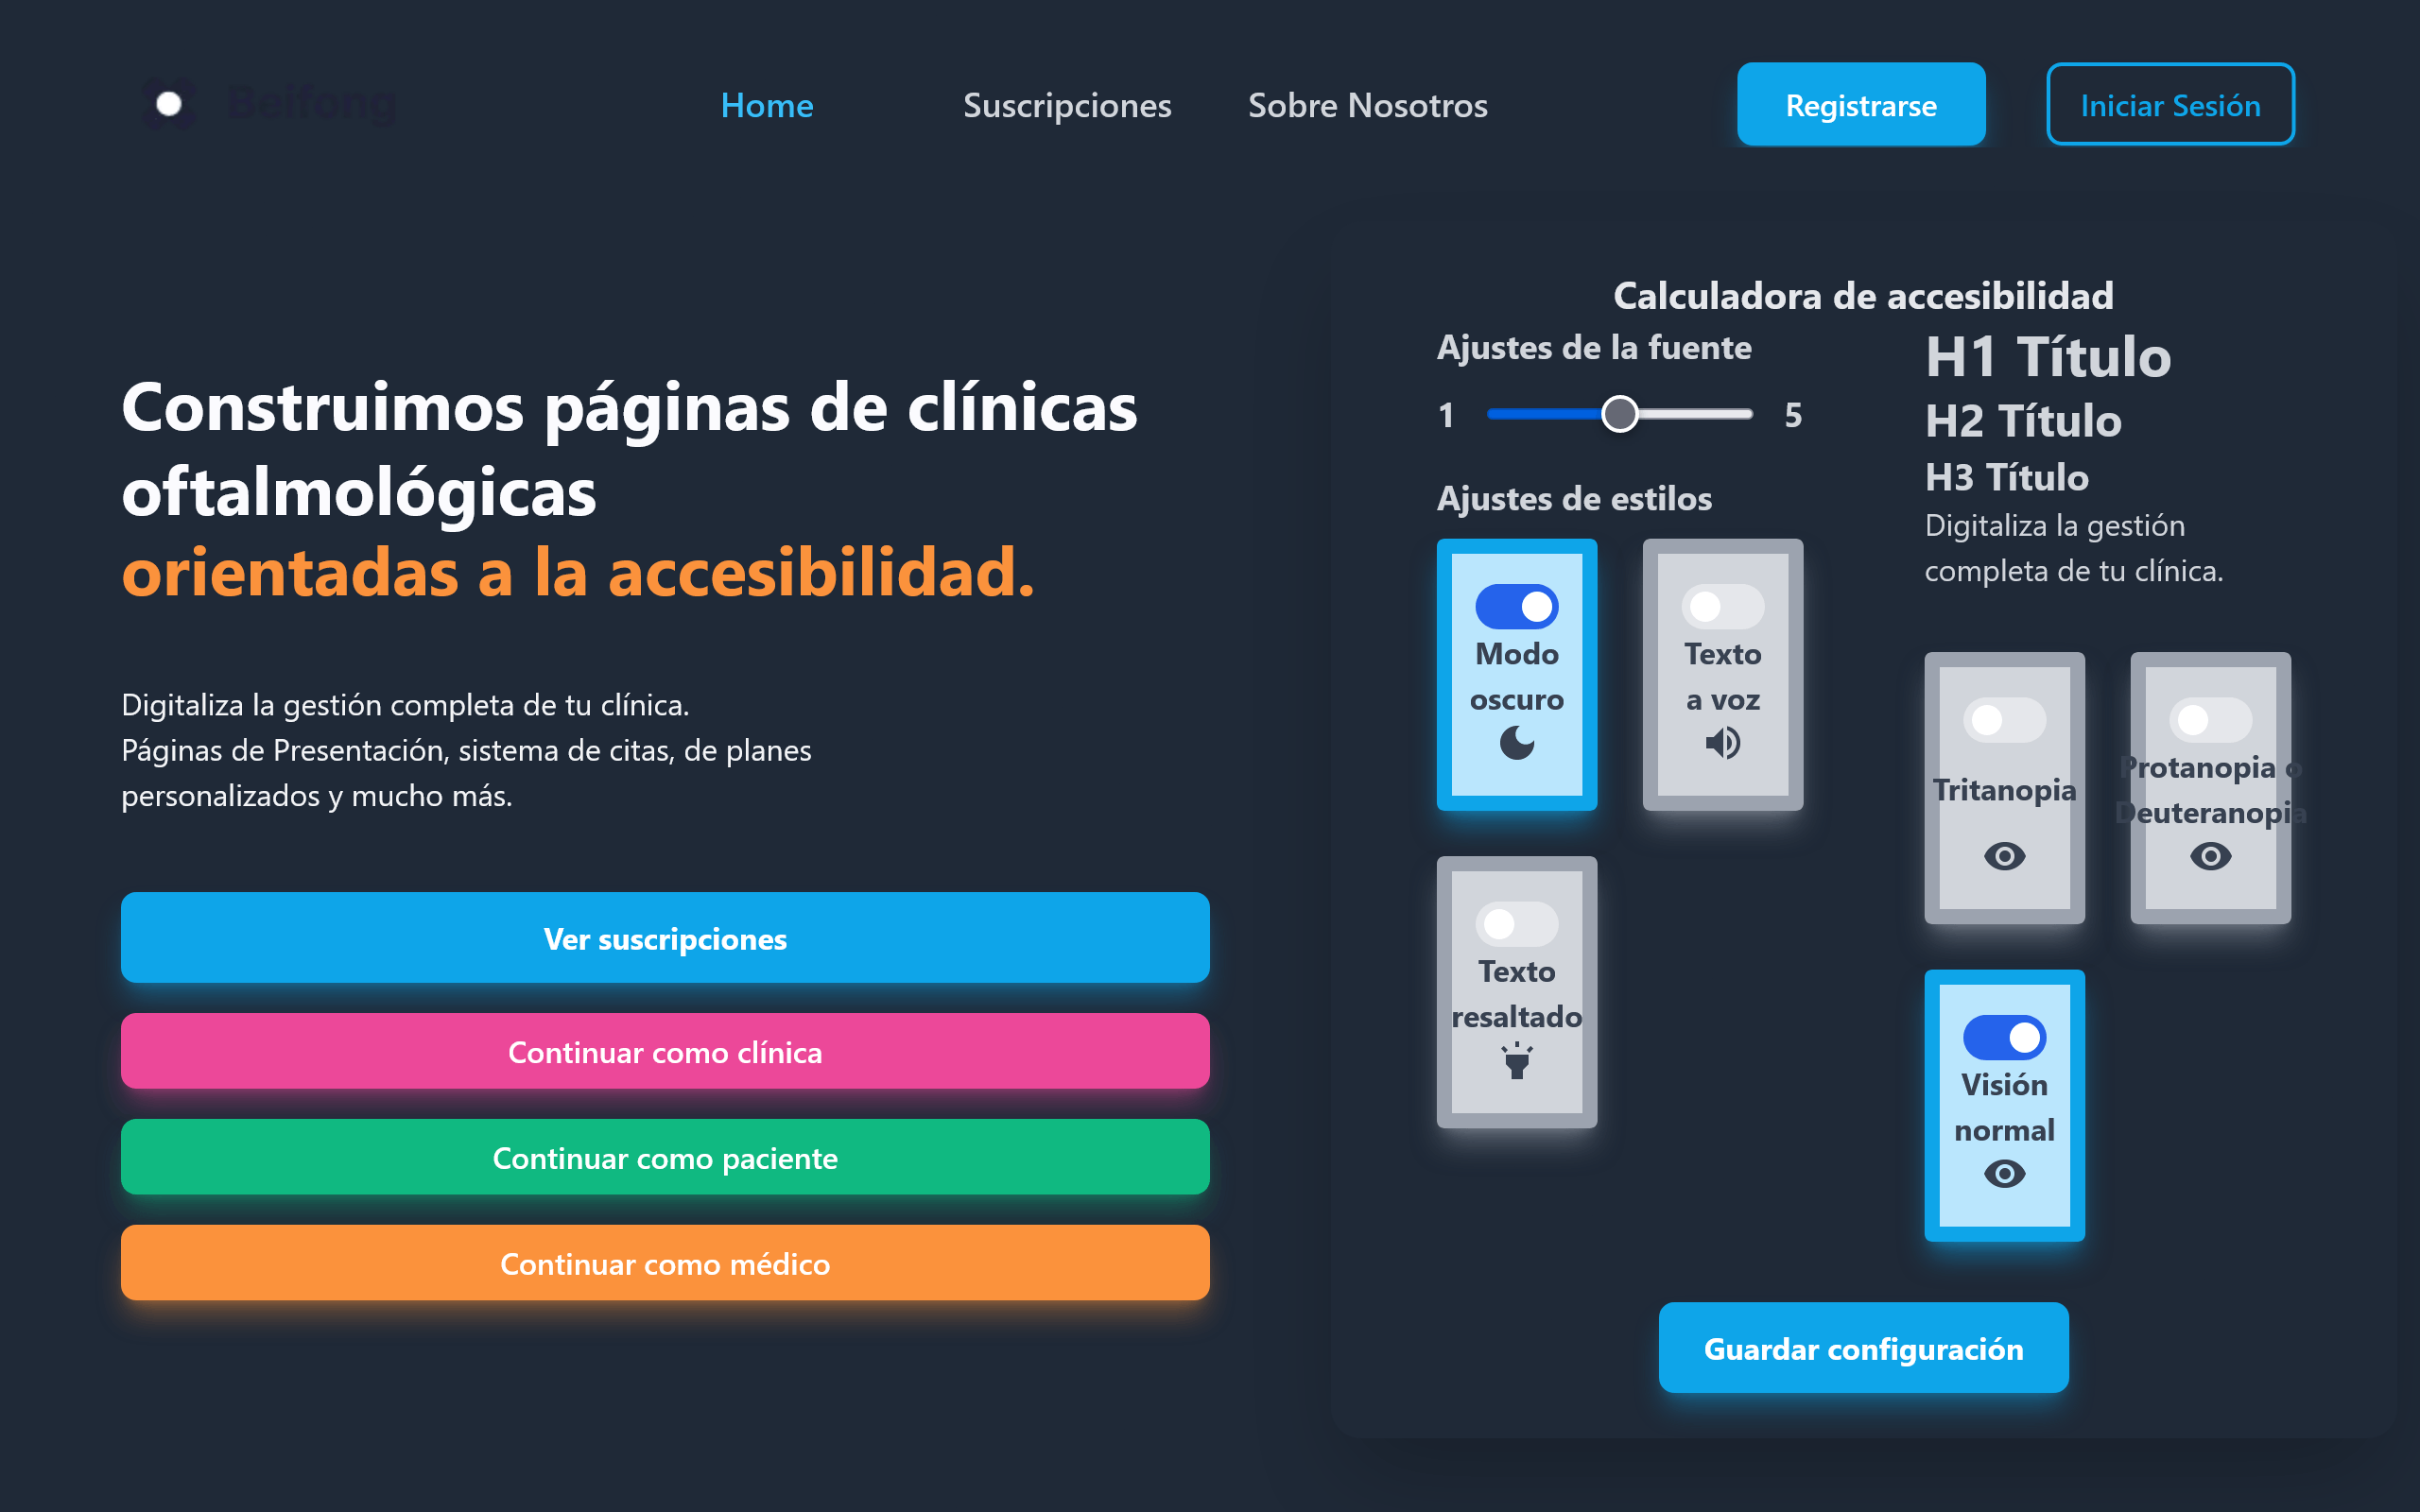 Beifong
Home
Suscripciones
Sobre Nosotros
Registrarse
Iniciar Sesión
Construimos páginas de clínicas
oftalmológicas
orientadas a la accesibilidad.
Digitaliza la gestión completa de tu clínica.
Páginas de Presentación, sistema de citas, de planes
personalizados y mucho más.
Ver suscripciones
Continuar como clínica
Continuar como paciente
Continuar como médico
Calculadora de accesibilidad
Ajustes de la fuente
1
5
Ajustes de estilos
Modo
oscuro
Texto
a voz
Texto
resaltado
H1 Título
H2 Título
H3 Título
Digitaliza la gestión
completa de tu clínica.
Tritanopia
Protanopia o
Deuteranopia
Visión
normal
Guardar configuración